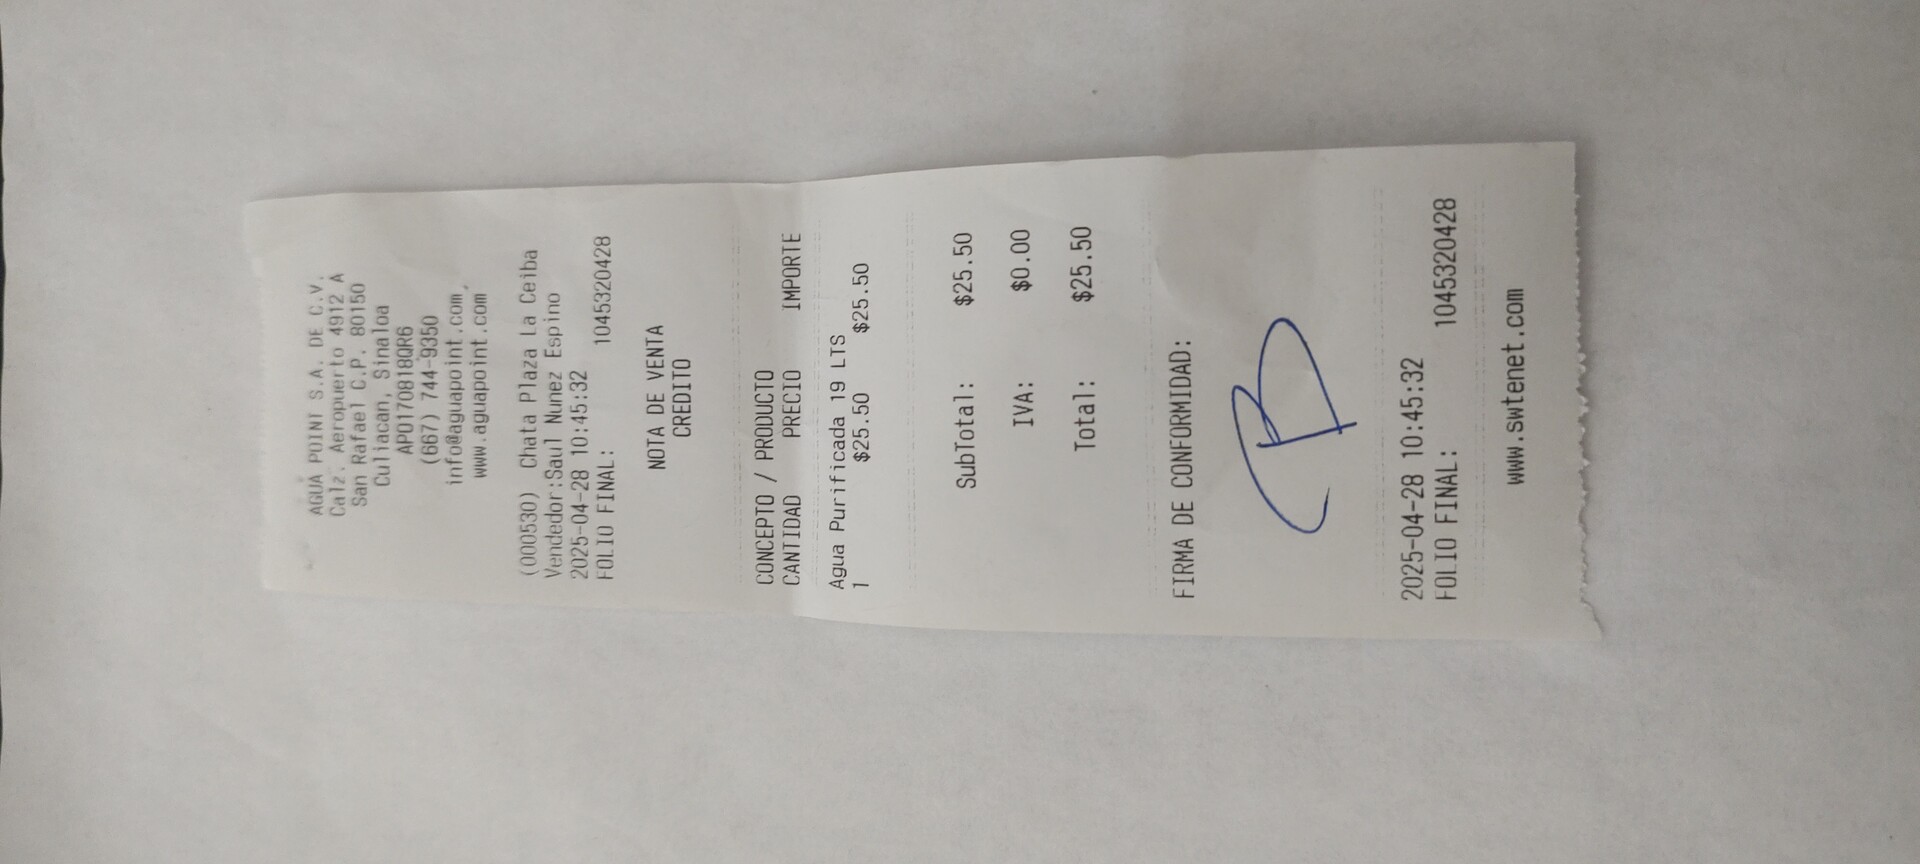 AGUA POINT S.A. DE C.V.
Calz. Aeropuerto 4912 A
San Rafael C.P. 80150
Culiacan, Sinaloa
APO170818QR6
(667) 744-9350
info@aguapoint.com,
www.aguapoint.com
(000530) Chata Plaza La Ceiba
Vendedor:Saul Nunez Espino
2025-04-28 10:45:32
FOLIO FINAL: 1045320428
NOTA DE VENTA
CREDITO
CONCEPTO / PRODUCTO
CANTIDAD PRECIO IMPORTE
Agua Purificada 19 LTS
1 $25.50 $25.50
SubTotal: $25.50
IVA: $0.00
Total: $25.50
FIRMA DE CONFORMIDAD:
2025-04-28 10:45:32
FOLIO FINAL: 1045320428
www.swtenet.com